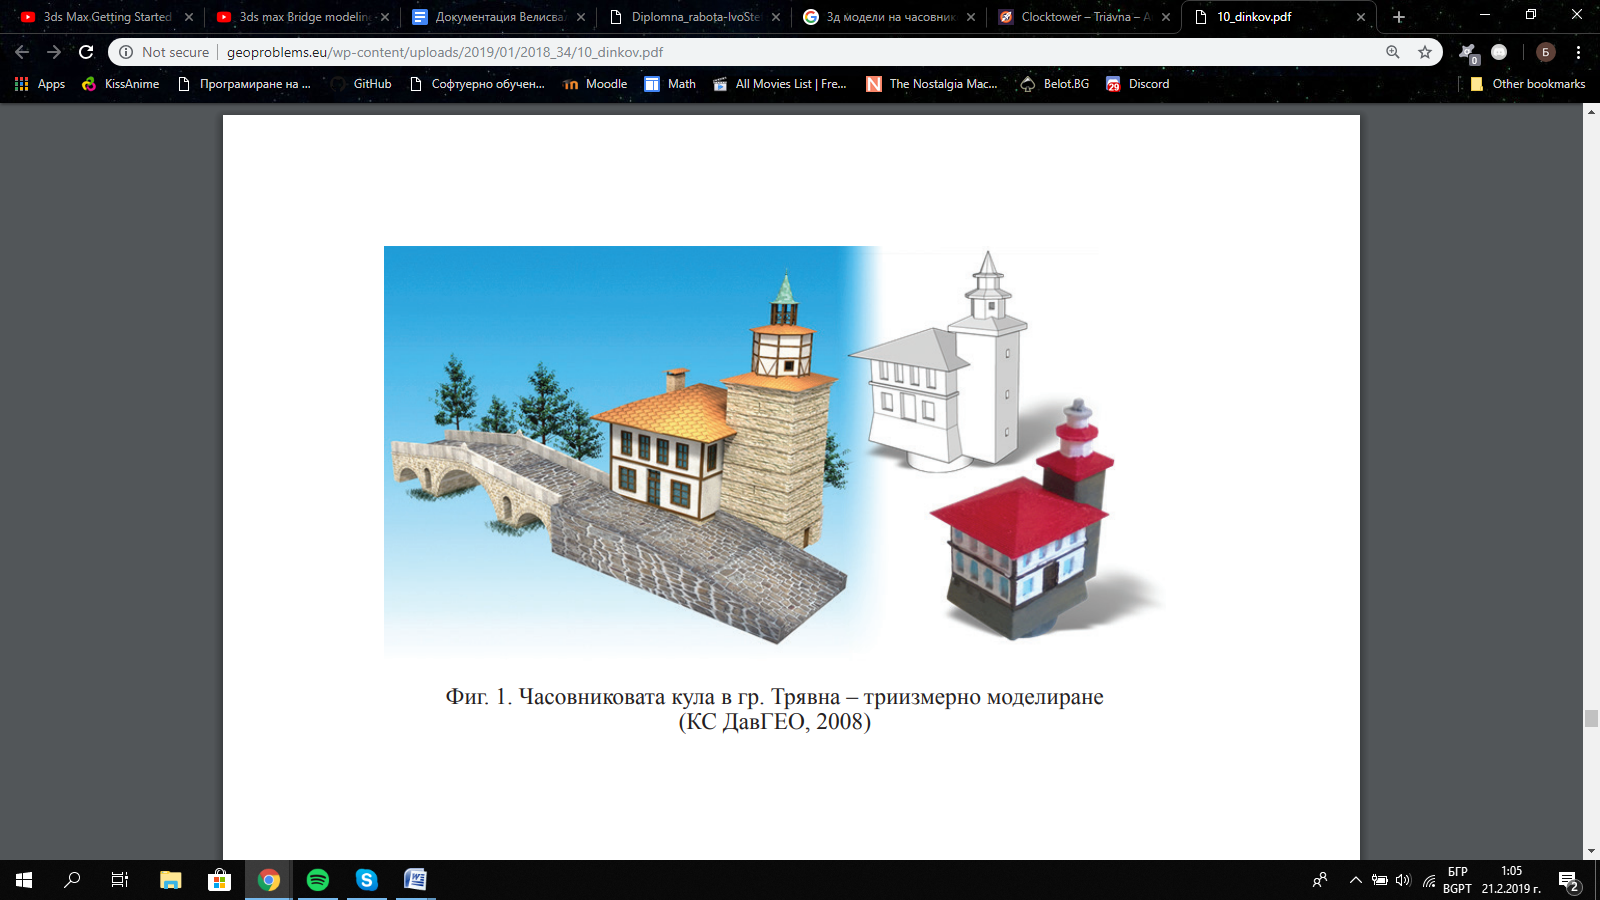 3ds Max Getting Started
3ds max Bridge modeling
Документация Велисва
Diplomna_rabota-IvoSte
3д модели на часовник
Clocktower – Triavna – A
10_dinkov.pdf
Not secure
geoproblems.eu/wp-content/uploads/2019/01/2018_34/10_dinkov.pdf
0
Б
Apps
KissAnime
Програмиране на ...
GitHub
Софтуерно обучен...
Moodle
Math
All Movies List | Fre...
The Nostalgia Mac...
Belot.BG
29
Discord
Other bookmarks
Фиг. 1. Часовниковата кула в гр. Трявна – триизмерно моделиране
(КС ДавГЕО, 2008)
БГР
BGPT
1:05
21.2.2019 г.
2